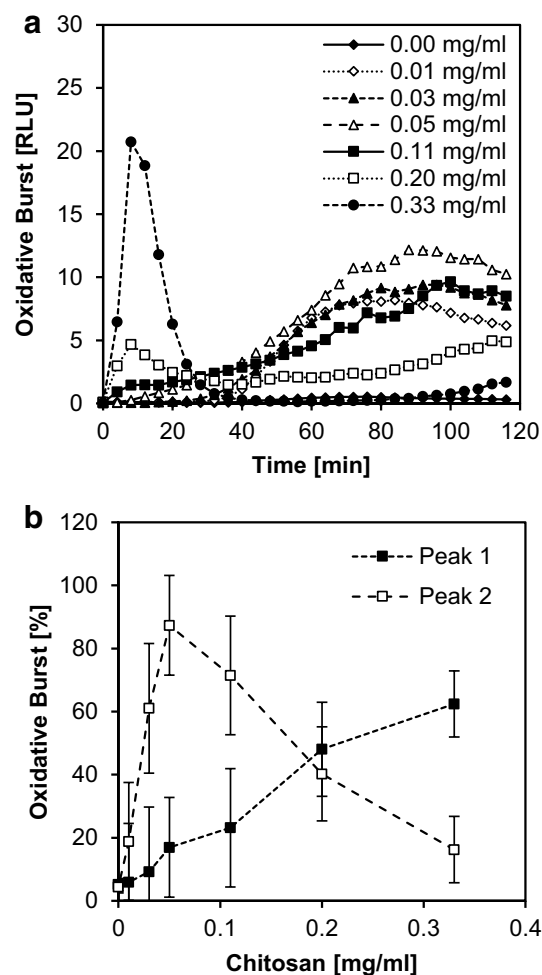 a
30
25
20
15
10
5
0
Oxidative Burst [RLU]
0.00 mg/ml
0.01 mg/ml
0.03 mg/ml
0.05 mg/ml
0.11 mg/ml
0.20 mg/ml
0.33 mg/ml
0 20 40 60 80 100 120
Time [min]
b
120
100
80
60
40
20
0
Oxidative Burst [%]
Peak 1
Peak 2
0 0.1 0.2 0.3 0.4
Chitosan [mg/ml]